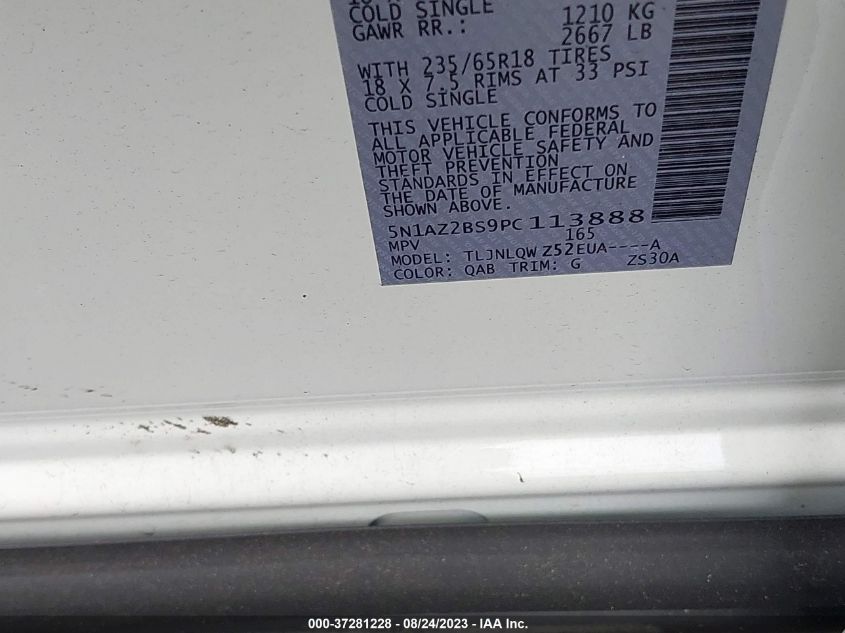 COLD SINGLE 1210 KG
GAWR RR.: 2667 LB
WITH 235/65R18 TIRES
18 X 7.5 RIMS AT 33 PSI
COLD SINGLE
THIS VEHICLE CONFORMS TO
ALL APPLICABLE FEDERAL
MOTOR VEHICLE SAFETY AND
THEFT PREVENTION
STANDARDS IN EFFECT ON
THE DATE OF MANUFACTURE
SHOWN ABOVE.
5N1AZ2BS9PC113888
MPV 165
MODEL: TLJNLQWZ52EUA----A
COLOR: QAB TRIM: G ZS30A
000-37281228 - 08/24/2023 - IAA Inc.